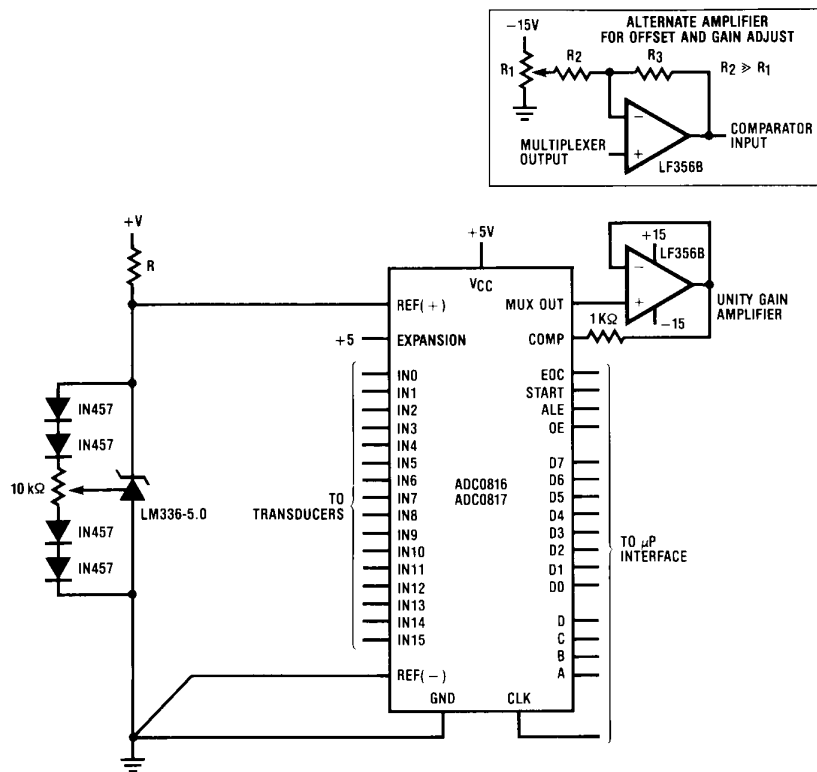 ALTERNATE AMPLIFIER
FOR OFFSET AND GAIN ADJUST
−15V
R1
R2
R3
R2 ≫ R1
−
+
MULTIPLEXER
OUTPUT
LF356B
COMPARATOR
INPUT
+V
R
+5V
VCC
REF(+)
MUX OUT
+15
LF356B
−
+
−15
UNITY GAIN
AMPLIFIER
1KΩ
+5
EXPANSION
COMP
IN0
IN1
IN2
IN3
IN4
IN5
IN6
IN7
IN8
IN9
IN10
IN11
IN12
IN13
IN14
IN15
TO
TRANSDUCERS
ADC0816
ADC0817
EOC
START
ALE
OE
D7
D6
D5
D4
D3
D2
D1
D0
D
C
B
A
TO μP
INTERFACE
IN457
IN457
10 kΩ
LM336-5.0
IN457
IN457
REF(−)
GND
CLK